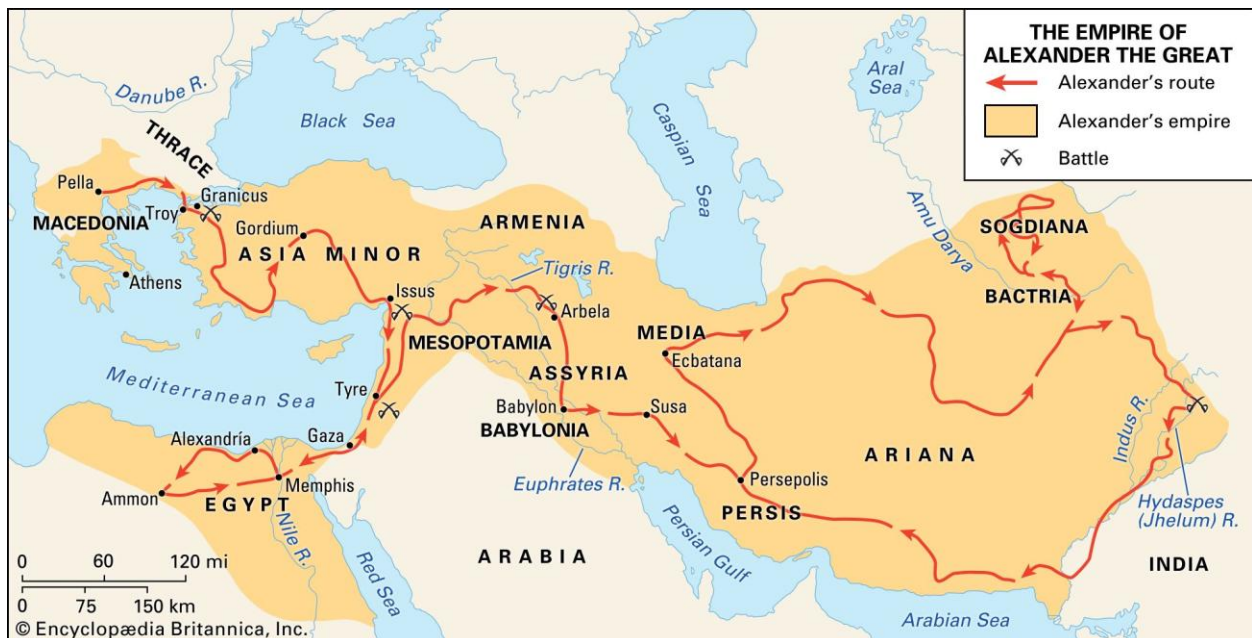 THE EMPIRE OF
ALEXANDER THE GREAT
Alexander's route
Alexander's empire
Battle
Danube R.
Black Sea
Caspian
Sea
Aral
Sea
THRACE
Pella
Granicus
MACEDONIA
Troy
Gordium
ARMENIA
SOGDIANA
Amu Darya
ASIA MINOR
Athens
Tigris R.
BACTRIA
Issus
Arbela
MESOPOTAMIA
MEDIA
Ecbatana
Mediterranean Sea
Tyre
ASSYRIA
Babylon
BABYLONIA
Susa
Alexandría
Gaza
ARIANA
Indus R.
Ammon
Memphis
EGYPT
Nile R.
Euphrates R.
Persepolis
PERSIS
Hydaspes
(Jhelum) R.
Red Sea
ARABIA
Persian Gulf
INDIA
Arabian Sea
0 60 120 mi
0 75 150 km
© Encyclopædia Britannica, Inc.